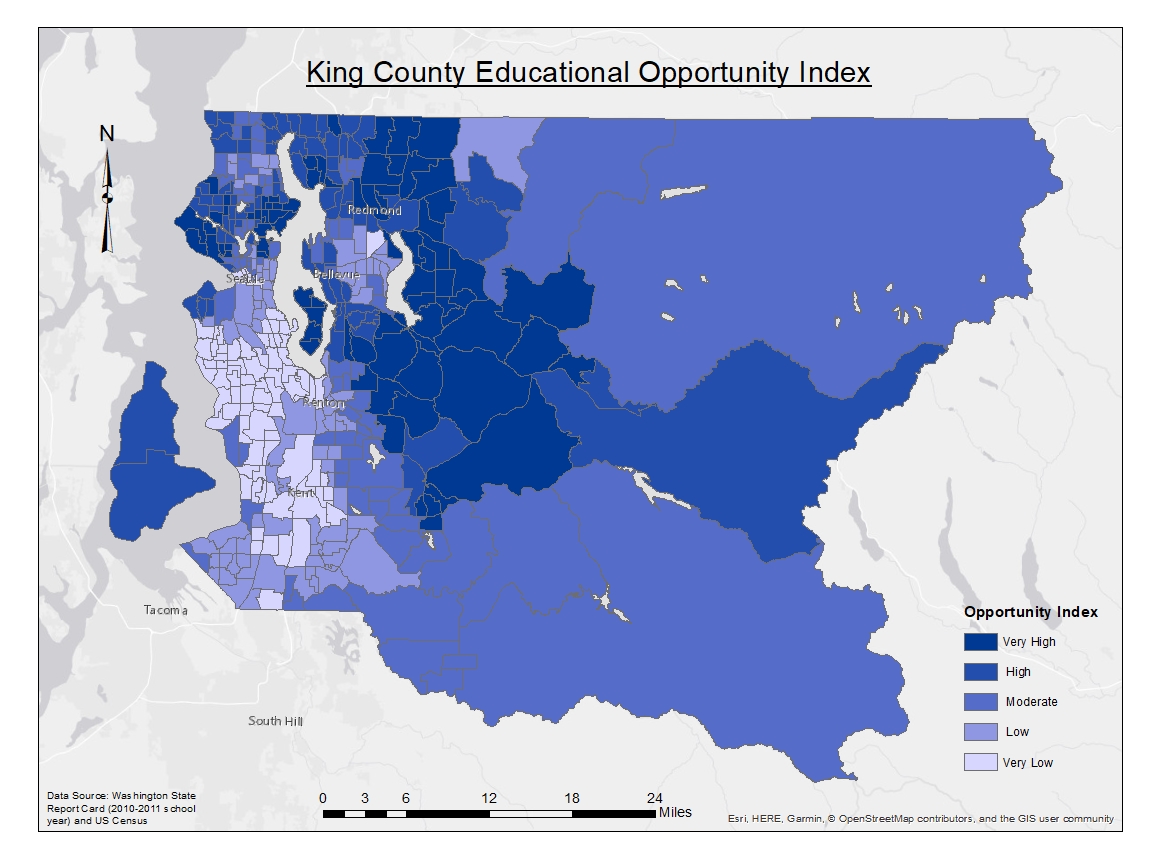 King County Educational Opportunity Index
N
Redmond
Bellevue
Seattle
Renton
Kent
Tacoma
South Hill
Opportunity Index
Very High
High
Moderate
Low
Very Low
Data Source: Washington State
Report Card (2010-2011 school
year) and US Census
0 3 6 12 18 24
Miles
Esri, HERE, Garmin, © OpenStreetMap contributors, and the GIS user community